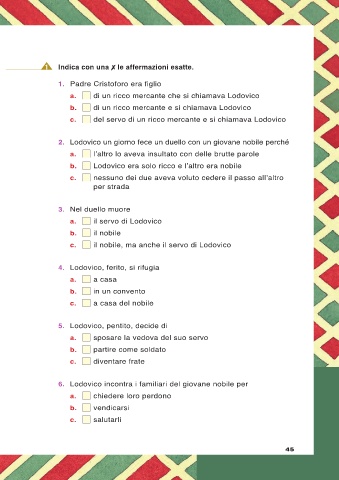 Indica con una ✗ le affermazioni esatte.
1. Padre Cristoforo era figlio
a. di un ricco mercante che si chiamava Lodovico
b. di un ricco mercante e si chiamava Lodovico
c. del servo di un ricco mercante e si chiamava Lodovico
2. Lodovico un giorno fece un duello con un giovane nobile perché
a. l'altro lo aveva insultato con delle brutte parole
b. Lodovico era solo ricco e l'altro era nobile
c. nessuno dei due aveva voluto cedere il passo all'altro
per strada
3. Nel duello muore
a. il servo di Lodovico
b. il nobile
c. il nobile, ma anche il servo di Lodovico
4. Lodovico, ferito, si rifugia
a. a casa
b. in un convento
c. a casa del nobile
5. Lodovico, pentito, decide di
a. sposare la vedova del suo servo
b. partire come soldato
c. diventare frate
6. Lodovico incontra i familiari del giovane nobile per
a. chiedere loro perdono
b. vendicarsi
c. salutarli
45